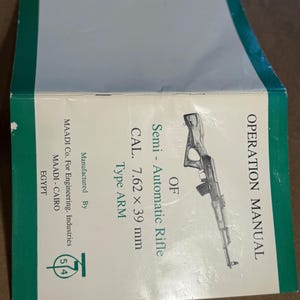 OPERATION MANUAL
OF
Semi - Automatic Rifle
CAL. 7.62 × 39 mm
Type ARM
Manufactured By
MAADI Co. For Engineering. Industries
MAADI - CAIRO
EGYPT
54